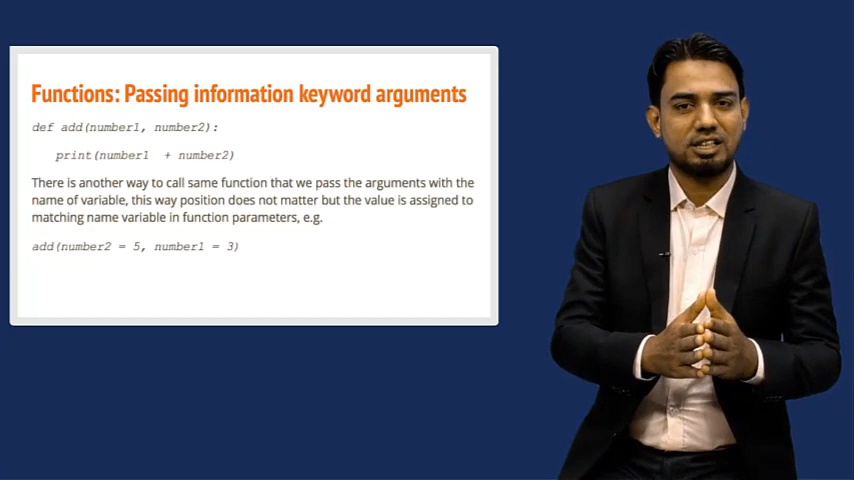 Functions: Passing information keyword arguments
def add(number1, number2):
print(number1 + number2)
There is another way to call same function that we pass the arguments with the
name of variable, this way position does not matter but the value is assigned to
matching name variable in function parameters, e.g.
add(number2 = 5, number1 = 3)